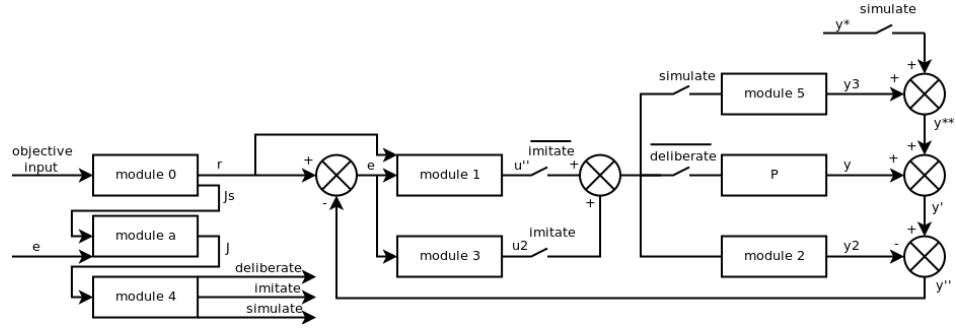 simulate
y*
+
simulate
module 5
y3
+
y**
objective
input
module 0
r
+
e
module 1
u''
imitate
+
deliberate
P
y
+
+
Js
-
+
y'
e
module a
J
module 3
u2
imitate
module 2
y2
-
+
deliberate
y''
module 4
imitate
simulate